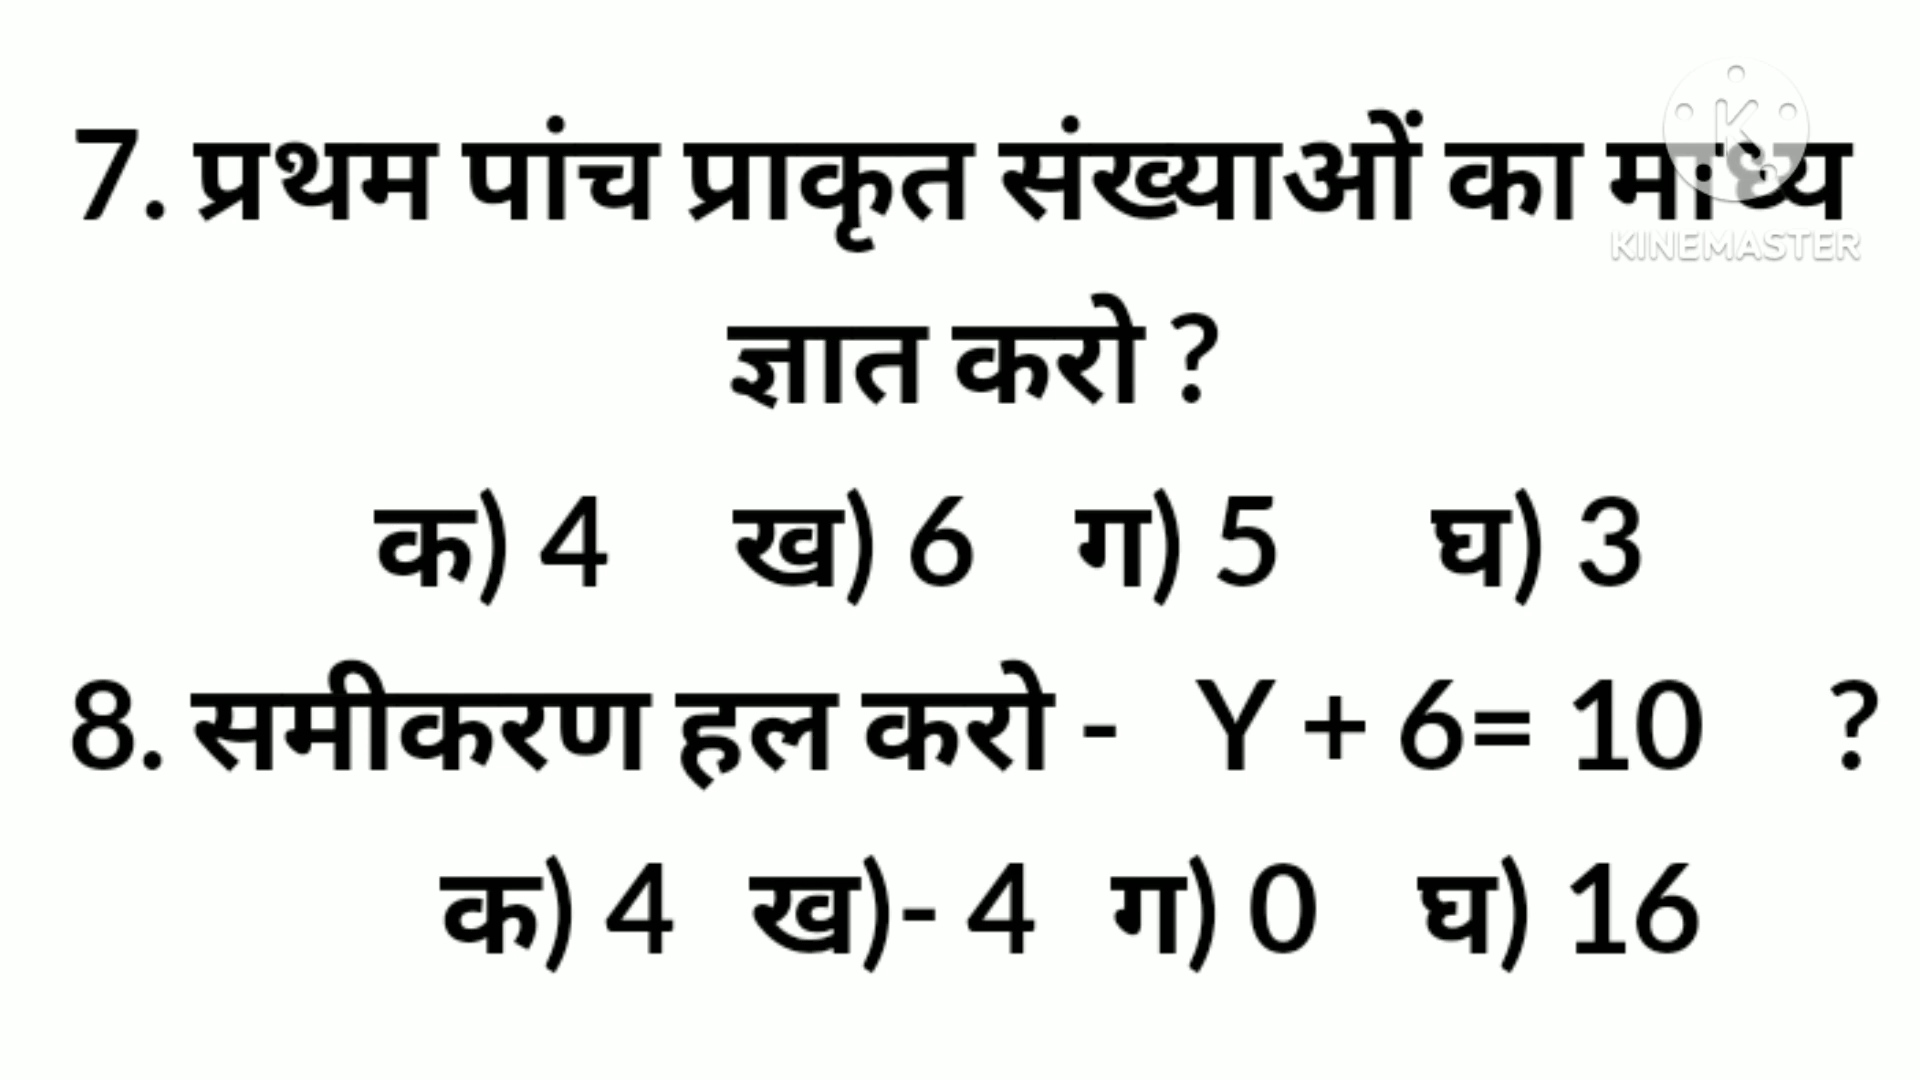 7. प्रथम पांच प्राकृत संख्याओं का माध्य
KINEMASTER
ज्ञात करो ?
क) 4 ख) 6 ग) 5 घ) 3
8. समीकरण हल करो - Y + 6= 10 ?
क) 4 ख)- 4 ग) 0 घ) 16